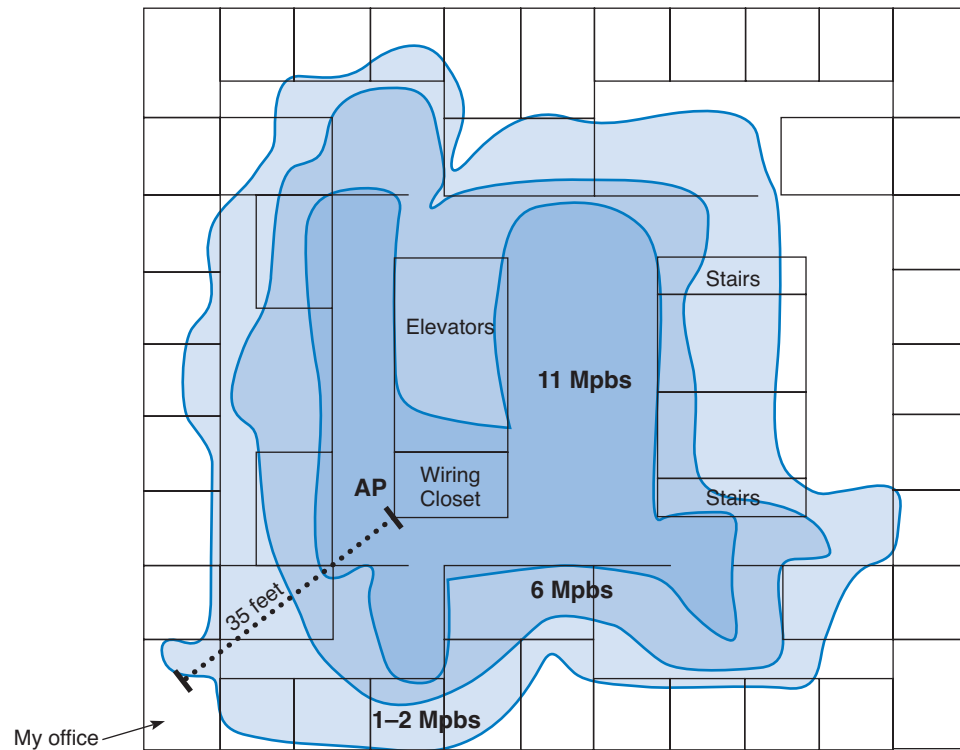 Stairs
Elevators
11 Mpbs
AP
Wiring
Closet
Stairs
35 feet
6 Mpbs
1–2 Mpbs
My office